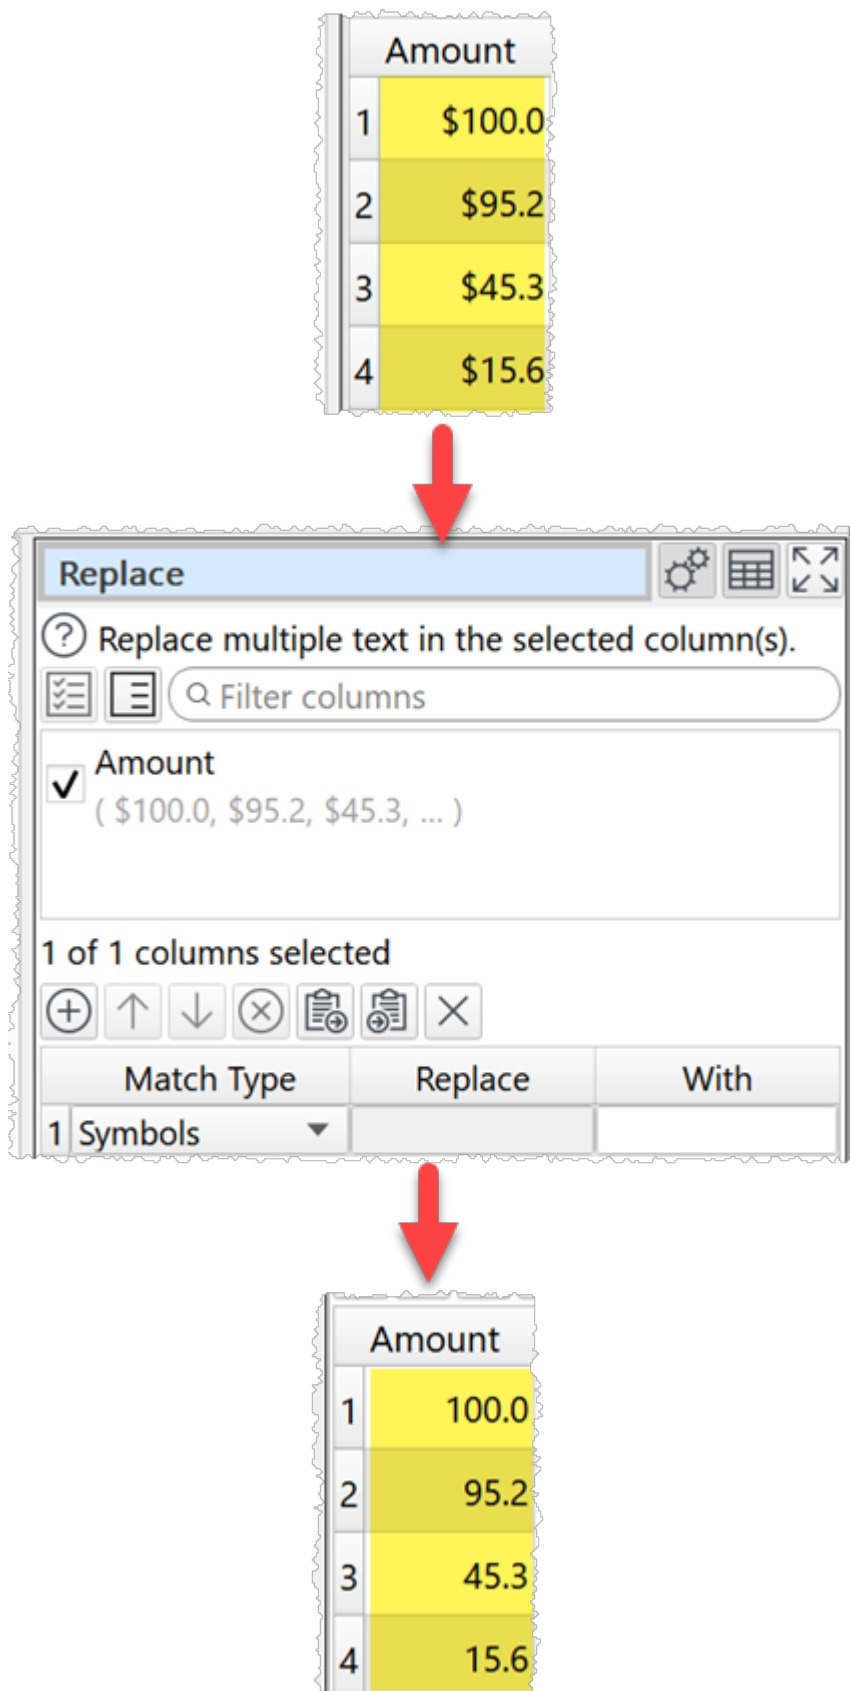 Amount
1 $100.0
2 $95.2
3 $45.3
4 $15.6
Replace
? Replace multiple text in the selected column(s).
Filter columns
Amount
( $100.0, $95.2, $45.3, ... )
1 of 1 columns selected
Match Type Replace With
1 Symbols
Amount
1 100.0
2 95.2
3 45.3
4 15.6